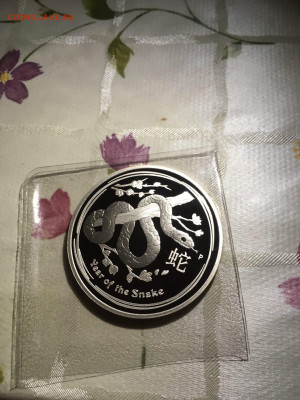 蛇
P
Year of the Snake